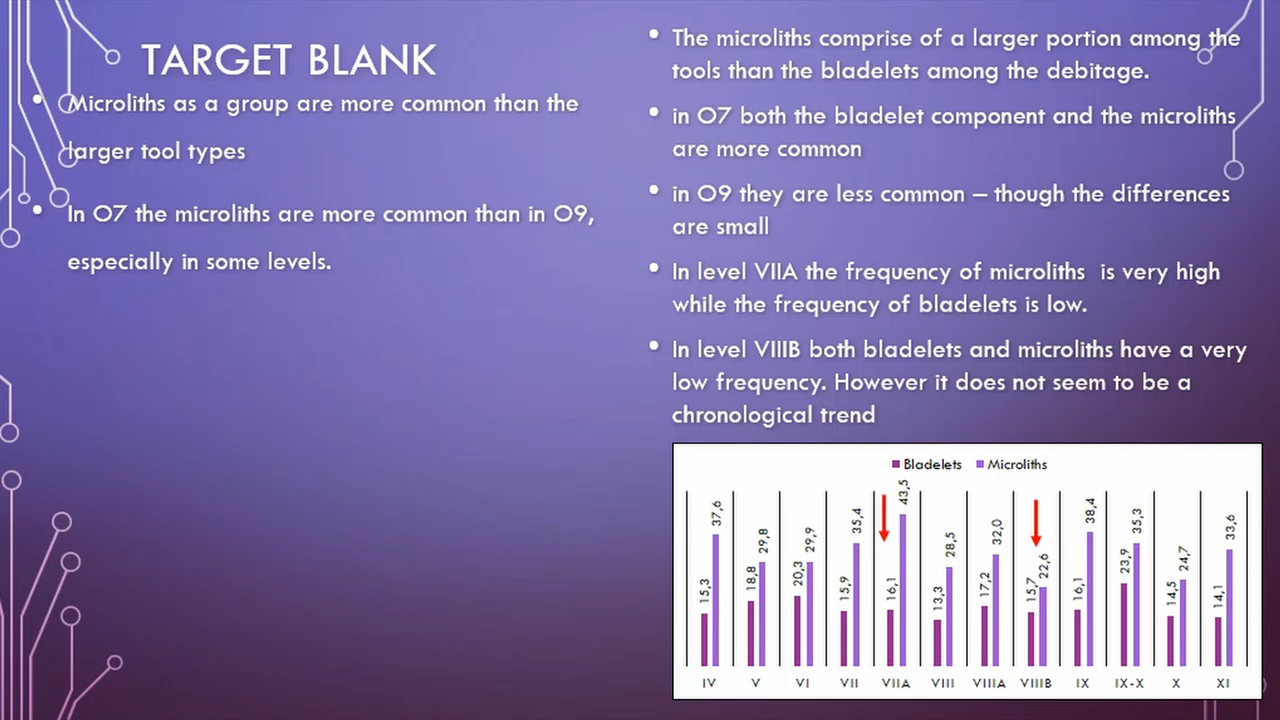 TARGET BLANK
• Microliths as a group are more common than the
larger tool types
• In O7 the microliths are more common than in O9,
especially in some levels.
• The microliths comprise of a larger portion among the
tools than the bladelets among the debitage.
• in O7 both the bladelet component and the microliths
are more common
• in O9 they are less common – though the differences
are small
• In level VIIA the frequency of microliths  is very high
while the frequency of bladelets is low.
• In level VIIIB both bladelets and microliths have a very
low frequency. However it does not seem to be a
chronological trend
Bladelets Microliths
15,3 37,6 18,8 29,8 20,3 29,9 15,9 35,4 16,1 43,5 13,3 28,5 17,2 32,0 15,7 22,6 16,1 38,4 23,9 35,3 14,5 24,7 14,1 33,6
IV V VI VII VIIA VIII VIIIA VIIIB IX IX-X X XI